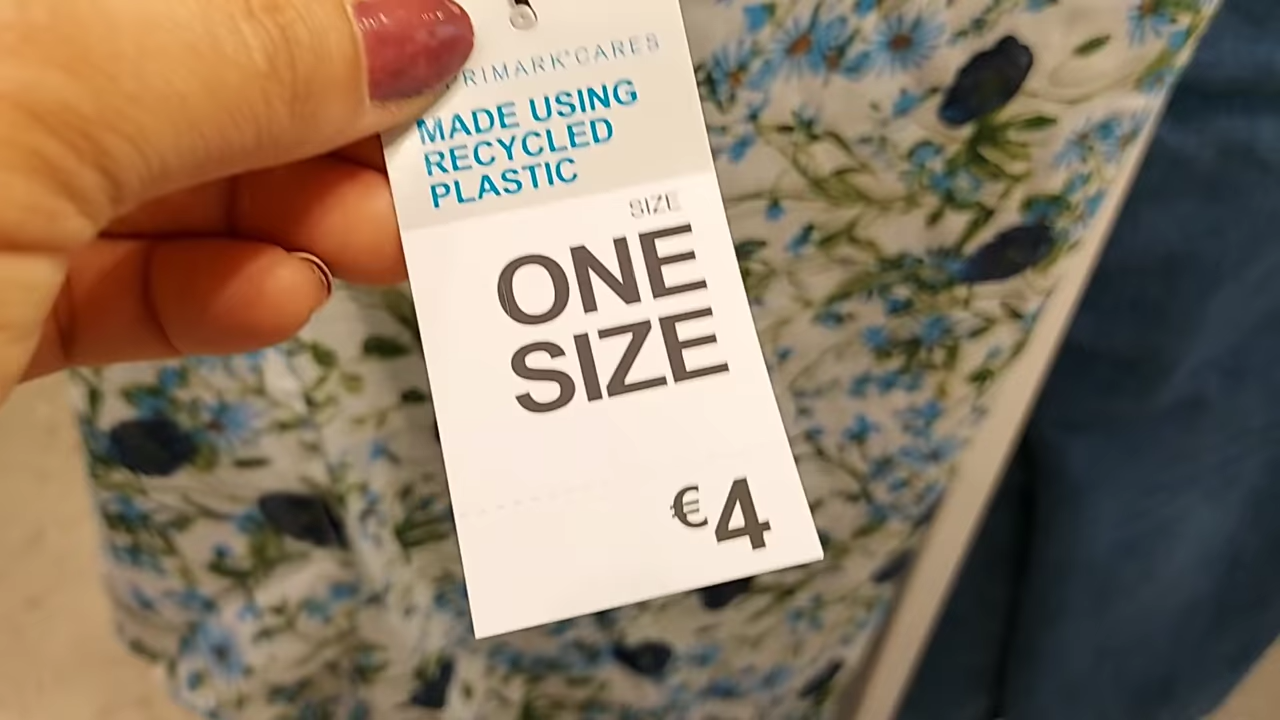 PRIMARK®CARES
MADE USING
RECYCLED
PLASTIC
SIZE
ONE
SIZE
€4